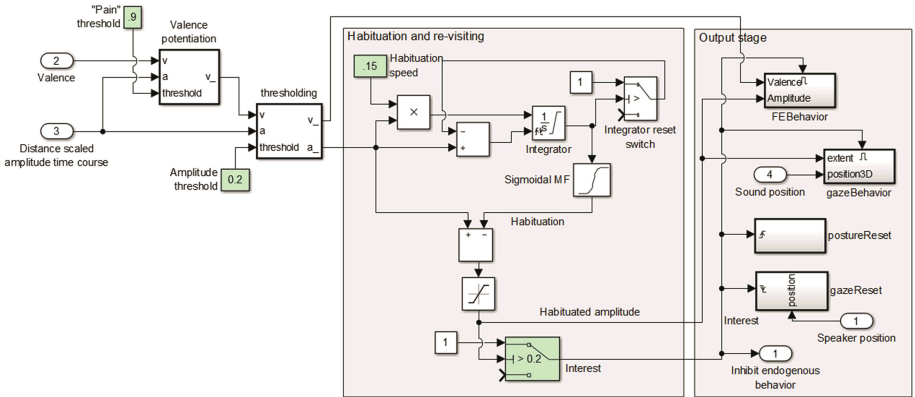 "Pain"
threshold
.9
Valence
potentiation
2
Valence
v
a
threshold
v_
3
Distance scaled
amplitude time course
Amplitude
threshold
0.2
thresholding
v
a
threshold
v_
a_
Habituation and re-visiting
.15
Habituation
speed
×
−
+
1
s
Integrator
1
>
Integrator reset
switch
Sigmoidal MF
Habituation
+ −
Habituated amplitude
1
> 0.2
Interest
Output stage
Valence
Amplitude
FEBehavior
extent
position3D
gazeBehavior
4
Sound position
postureReset
position
gazeReset
Interest
1
Speaker position
1
Inhibit endogenous
behavior